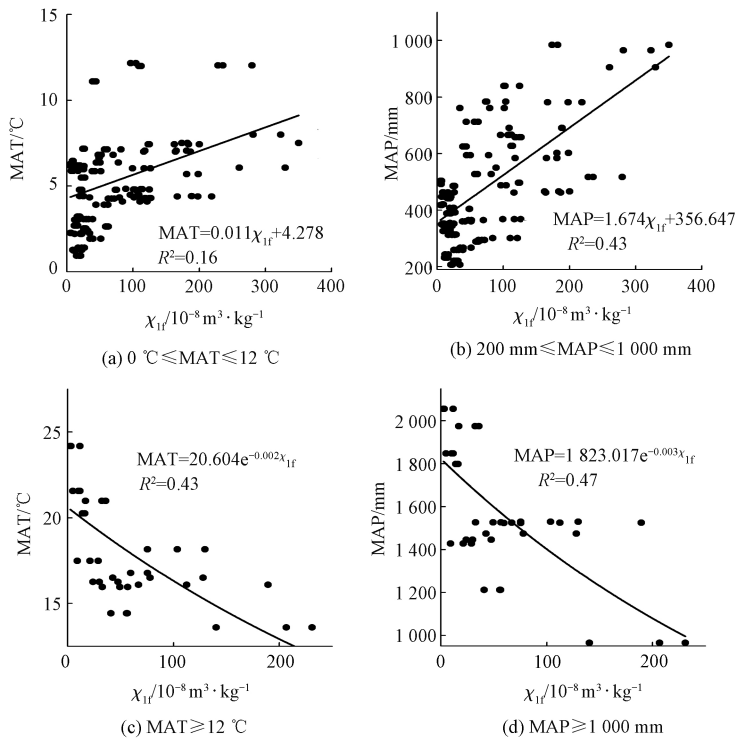 15
10
5
0
MAT/℃
MAT=0.011χ1f+4.278
R²=0.16
0 100 200 300 400
χ1f/10⁻⁸ m³·kg⁻¹
(a) 0 ℃≤MAT≤12 ℃
1 000
800
600
400
200
MAP/mm
MAP=1.674χ1f+356.647
R²=0.43
0 100 200 300 400
χ1f/10⁻⁸ m³·kg⁻¹
(b) 200 mm≤MAP≤1 000 mm
25
20
15
MAT/℃
MAT=20.604e⁻⁰·⁰⁰²χ1f
R²=0.43
0 100 200
χ1f/10⁻⁸ m³·kg⁻¹
(c) MAT≥12 ℃
2 000
1 800
1 600
1 400
1 200
1 000
MAP/mm
MAP=1 823.017e⁻⁰·⁰⁰³χ1f
R²=0.47
0 100 200
χ1f/10⁻⁸ m³·kg⁻¹
(d) MAP≥1 000 mm